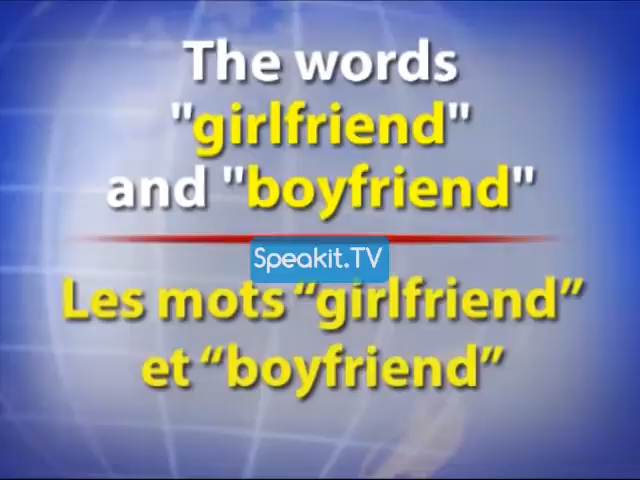 The words
"girlfriend"
and "boyfriend"
Speakit.TV
Les mots “girlfriend”
et “boyfriend”